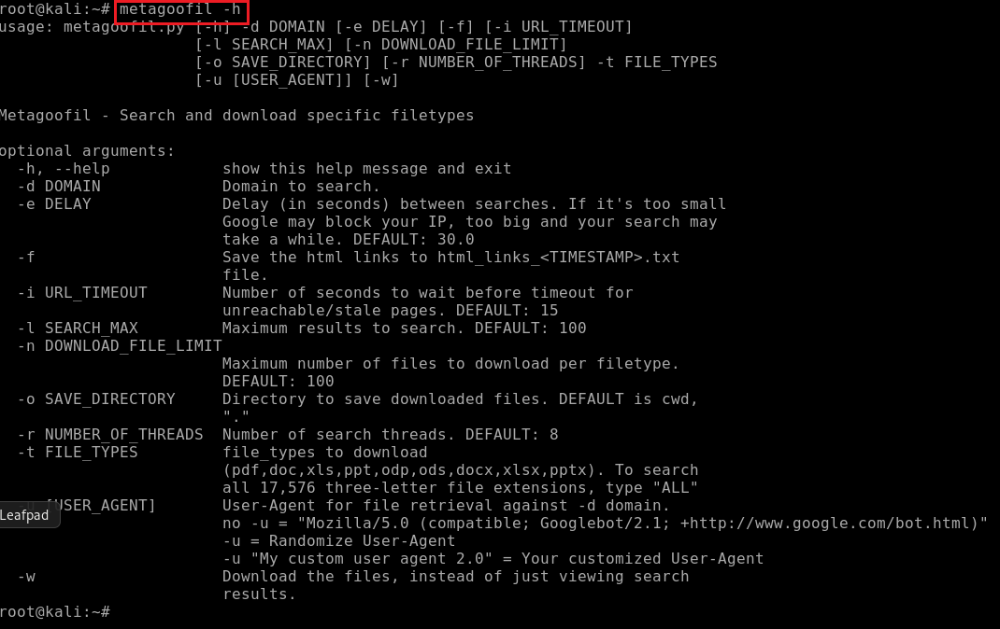 root@kali:~# metagoofil -h
usage: metagoofil.py [-h] -d DOMAIN [-e DELAY] [-f] [-i URL_TIMEOUT]
[-l SEARCH_MAX] [-n DOWNLOAD_FILE_LIMIT]
[-o SAVE_DIRECTORY] [-r NUMBER_OF_THREADS] -t FILE_TYPES
[-u [USER_AGENT]] [-w]
Metagoofil - Search and download specific filetypes
optional arguments:
-h, --help show this help message and exit
-d DOMAIN Domain to search.
-e DELAY Delay (in seconds) between searches. If it's too small
Google may block your IP, too big and your search may
take a while. DEFAULT: 30.0
-f Save the html links to html_links_<TIMESTAMP>.txt
file.
-i URL_TIMEOUT Number of seconds to wait before timeout for
unreachable/stale pages. DEFAULT: 15
-l SEARCH_MAX Maximum results to search. DEFAULT: 100
-n DOWNLOAD_FILE_LIMIT
Maximum number of files to download per filetype.
DEFAULT: 100
-o SAVE_DIRECTORY Directory to save downloaded files. DEFAULT is cwd,
"."
-r NUMBER_OF_THREADS Number of search threads. DEFAULT: 8
-t FILE_TYPES file_types to download
(pdf,doc,xls,ppt,odp,ods,docx,xlsx,pptx). To search
all 17,576 three-letter file extensions, type "ALL"
-u [USER_AGENT] User-Agent for file retrieval against -d domain.
Leafpad
no -u = "Mozilla/5.0 (compatible; Googlebot/2.1; +http://www.google.com/bot.html)"
-u = Randomize User-Agent
-u "My custom user agent 2.0" = Your customized User-Agent
-w Download the files, instead of just viewing search
results.
root@kali:~#